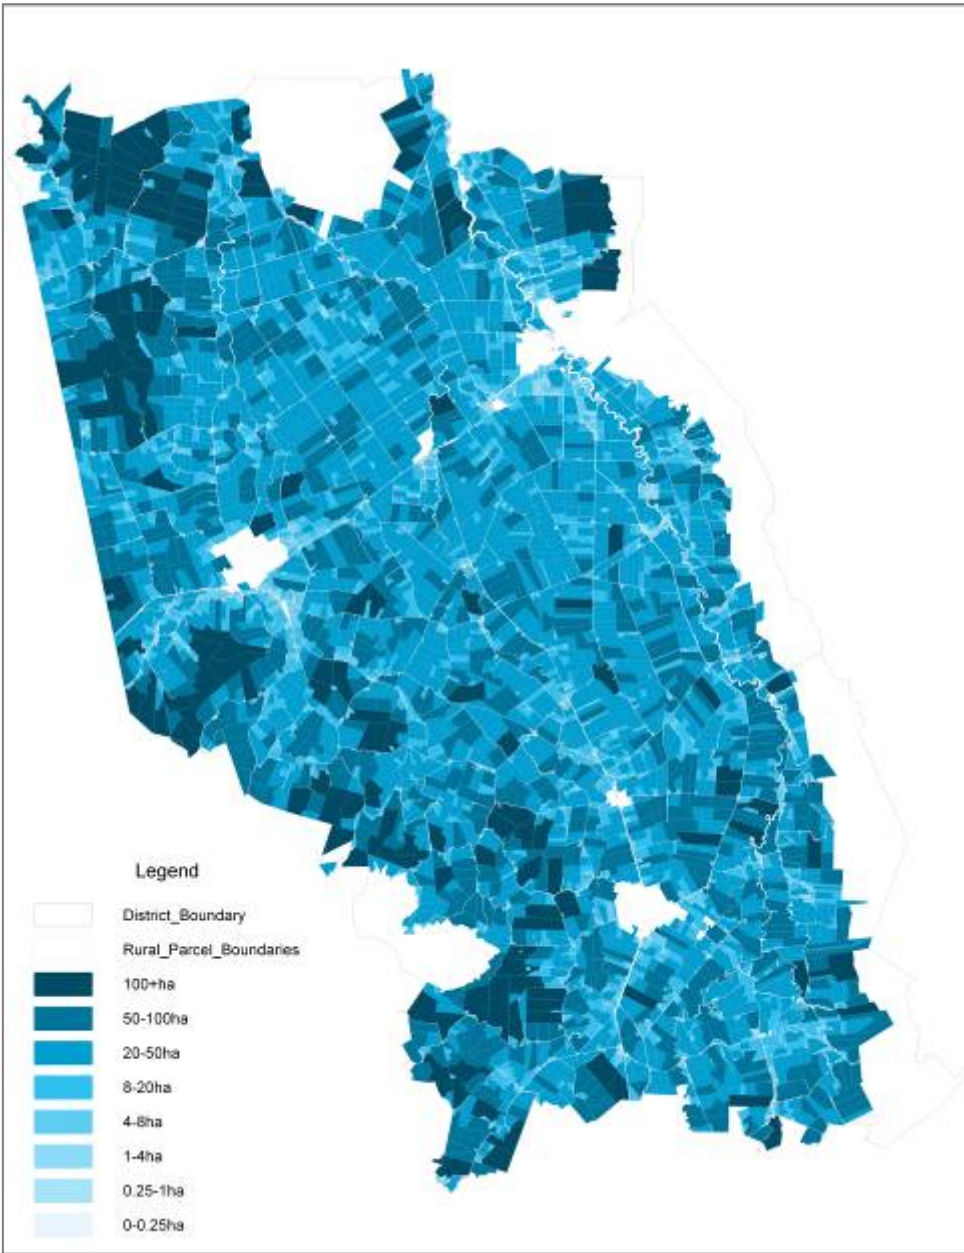 Legend
District_Boundary
Rural_Parcel_Boundaries
100+ha
50-100ha
20-50ha
8-20ha
4-8ha
1-4ha
0.25-1ha
0-0.25ha